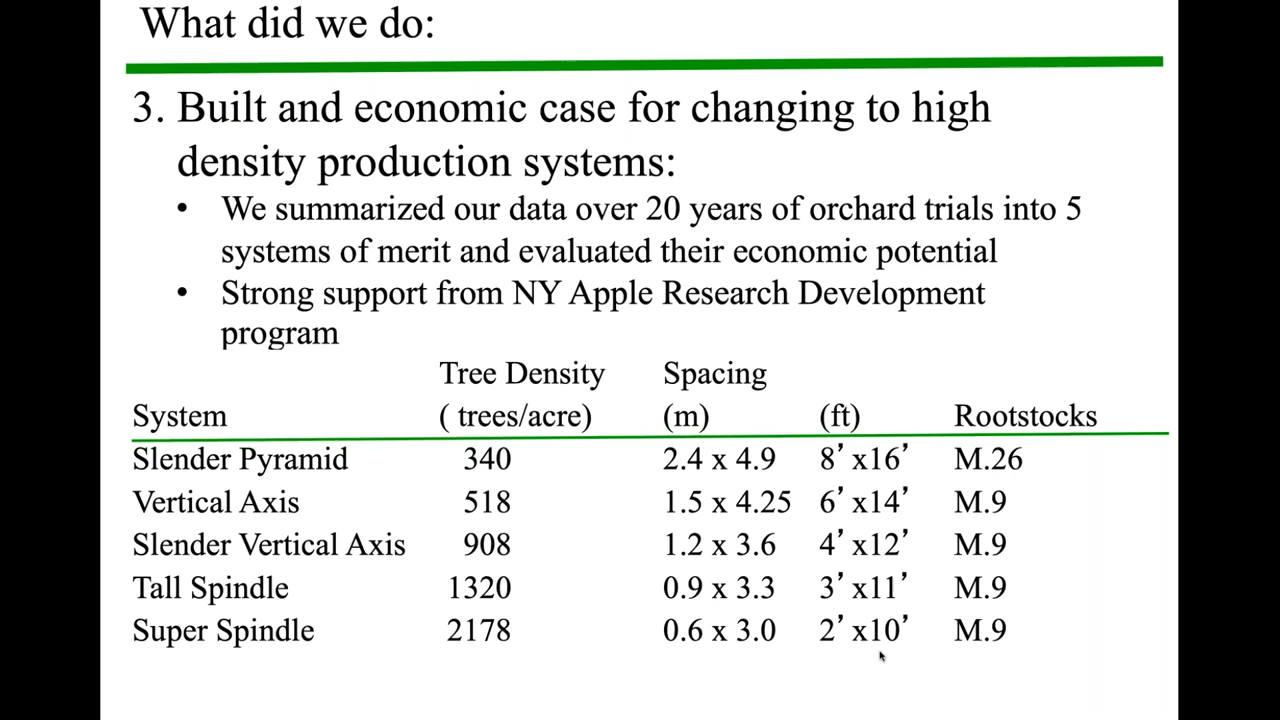 What did we do:
3. Built and economic case for changing to high
density production systems:
• We summarized our data over 20 years of orchard trials into 5
systems of merit and evaluated their economic potential
• Strong support from NY Apple Research Development
program
Tree Density Spacing
System ( trees/acre) (m) (ft) Rootstocks
Slender Pyramid 340 2.4 x 4.9 8’ x16’ M.26
Vertical Axis 518 1.5 x 4.25 6’ x14’ M.9
Slender Vertical Axis 908 1.2 x 3.6 4’ x12’ M.9
Tall Spindle 1320 0.9 x 3.3 3’ x11’ M.9
Super Spindle 2178 0.6 x 3.0 2’ x10’ M.9